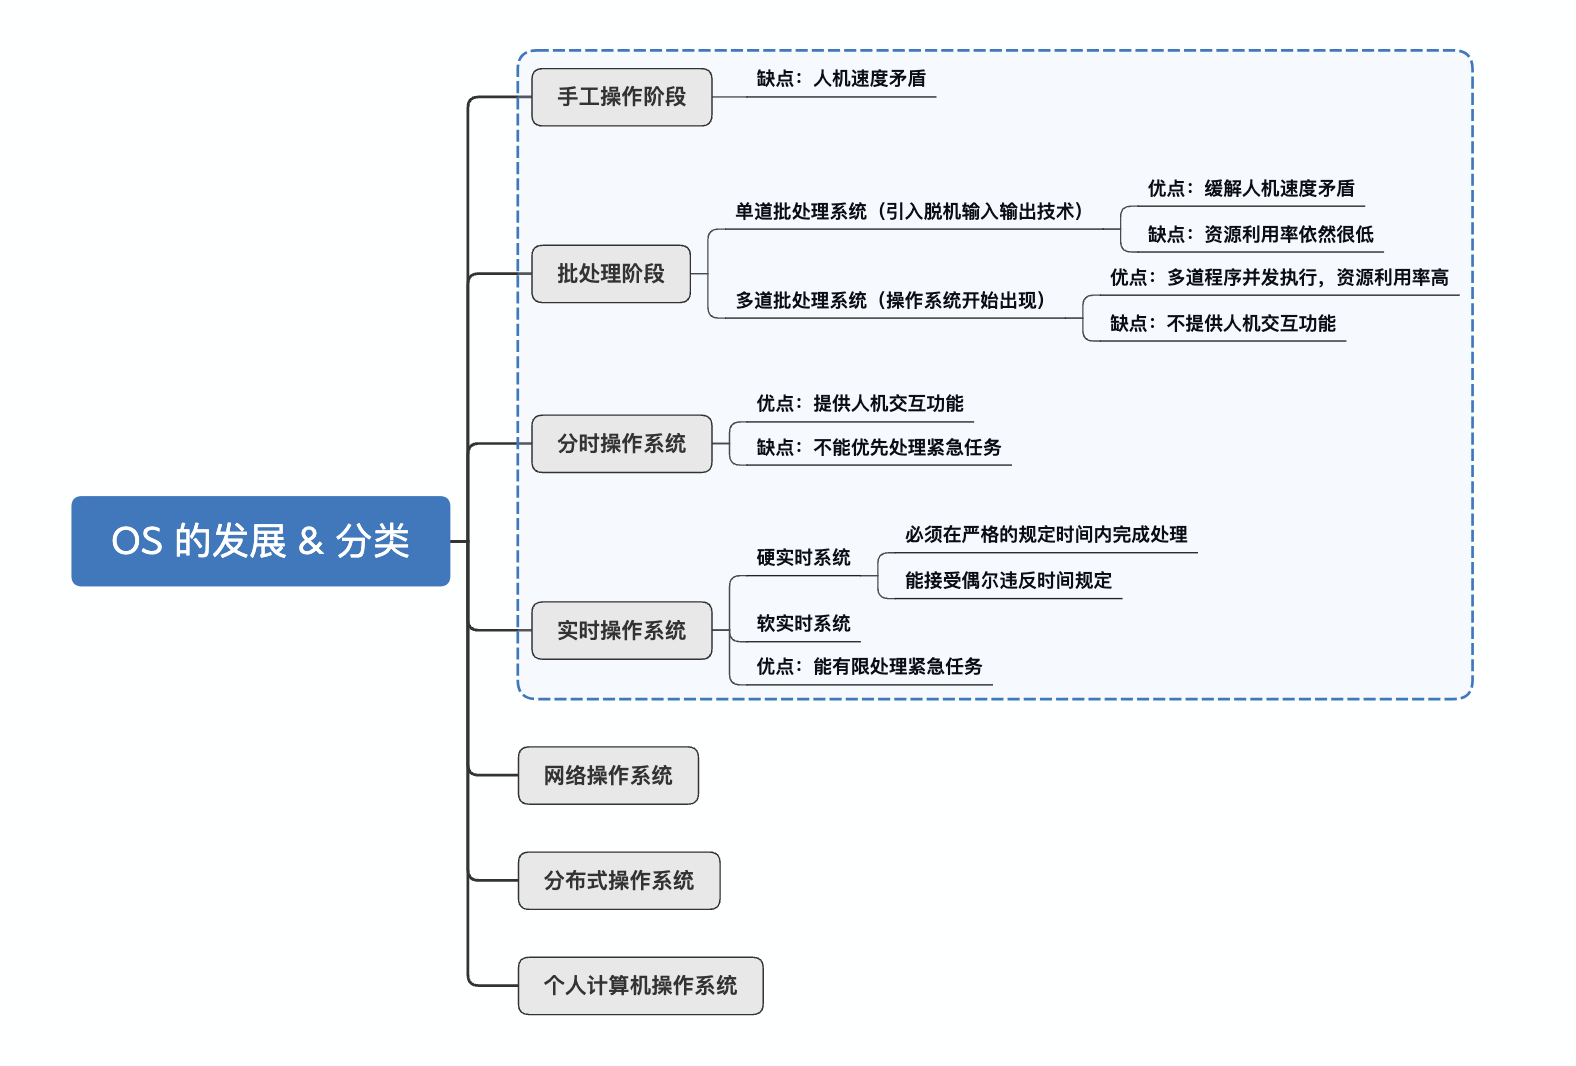 OS 的发展 & 分类
手工操作阶段
缺点：人机速度矛盾
批处理阶段
单道批处理系统（引入脱机输入输出技术）
优点：缓解人机速度矛盾
缺点：资源利用率依然很低
多道批处理系统（操作系统开始出现）
优点：多道程序并发执行，资源利用率高
缺点：不提供人机交互功能
分时操作系统
优点：提供人机交互功能
缺点：不能优先处理紧急任务
实时操作系统
硬实时系统
必须在严格的规定时间内完成处理
能接受偶尔违反时间规定
软实时系统
优点：能有限处理紧急任务
网络操作系统
分布式操作系统
个人计算机操作系统